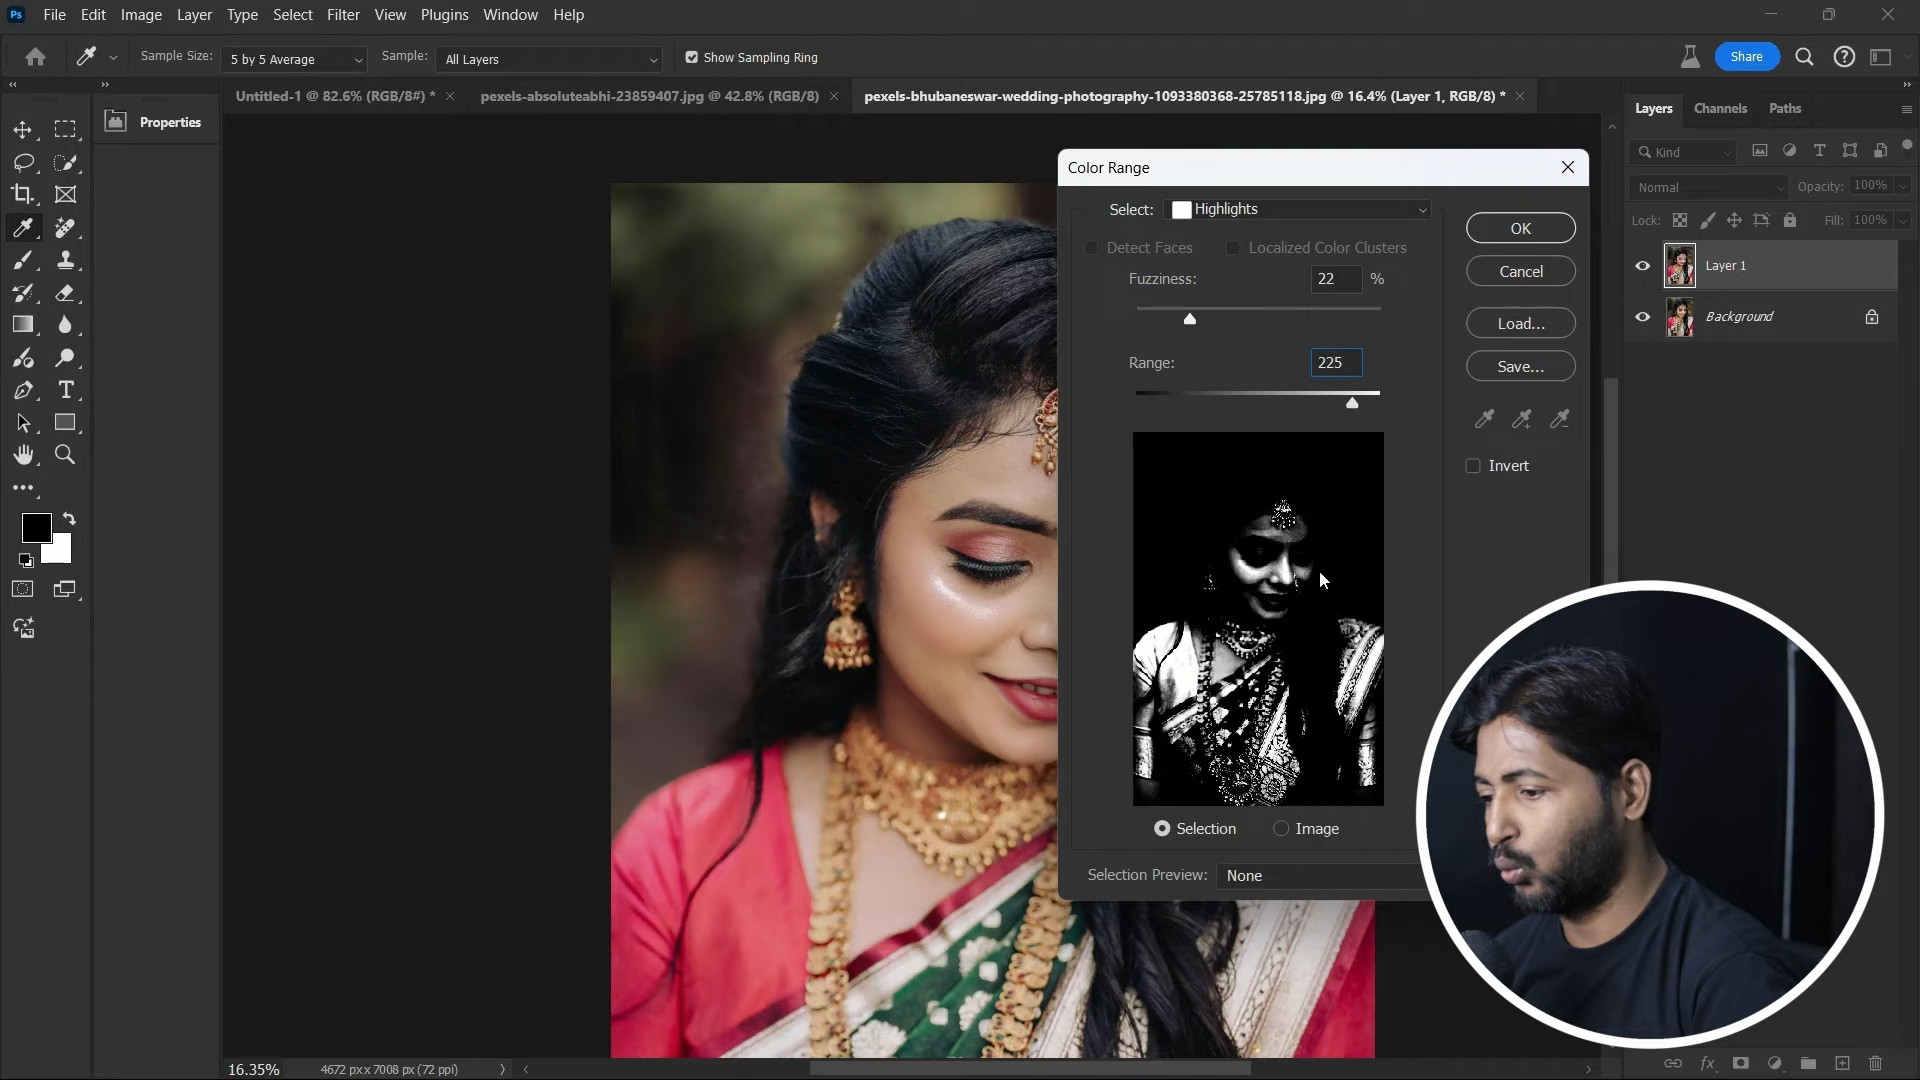 Ps File Edit Image Layer Type Select Filter View Plugins Window Help
Sample Size: 5 by 5 Average Sample: All Layers Show Sampling Ring Share
Untitled-1 @ 82.6% (RGB/8#) * pexels-absoluteabhi-23859407.jpg @ 42.8% (RGB/8) pexels-bhubaneswar-wedding-photography-1093380368-25785118.jpg @ 16.4% (Layer 1, RGB/8) *
Properties
Color Range
Select: Highlights
Detect Faces Localized Color Clusters
Fuzziness: 22 %
Range: 225
OK
Cancel
Load...
Save...
Invert
Selection Image
Selection Preview: None
Layers Channels Paths
Kind
Normal Opacity: 100%
Lock: Fill: 100%
Layer 1
Background
16.35% 4672 px x 7008 px (72 ppi)
fx